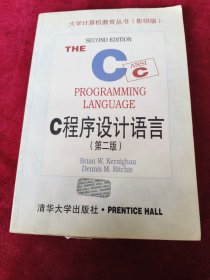 大学计算机教育丛书（影印版）
SECOND EDITION
THE
C
ANSI
C
PROGRAMMING
LANGUAGE
C程序设计语言
（第二版）
Brian W. Kernighan
Dennis M. Ritchie
清华大学出版社·PRENTICE HALL